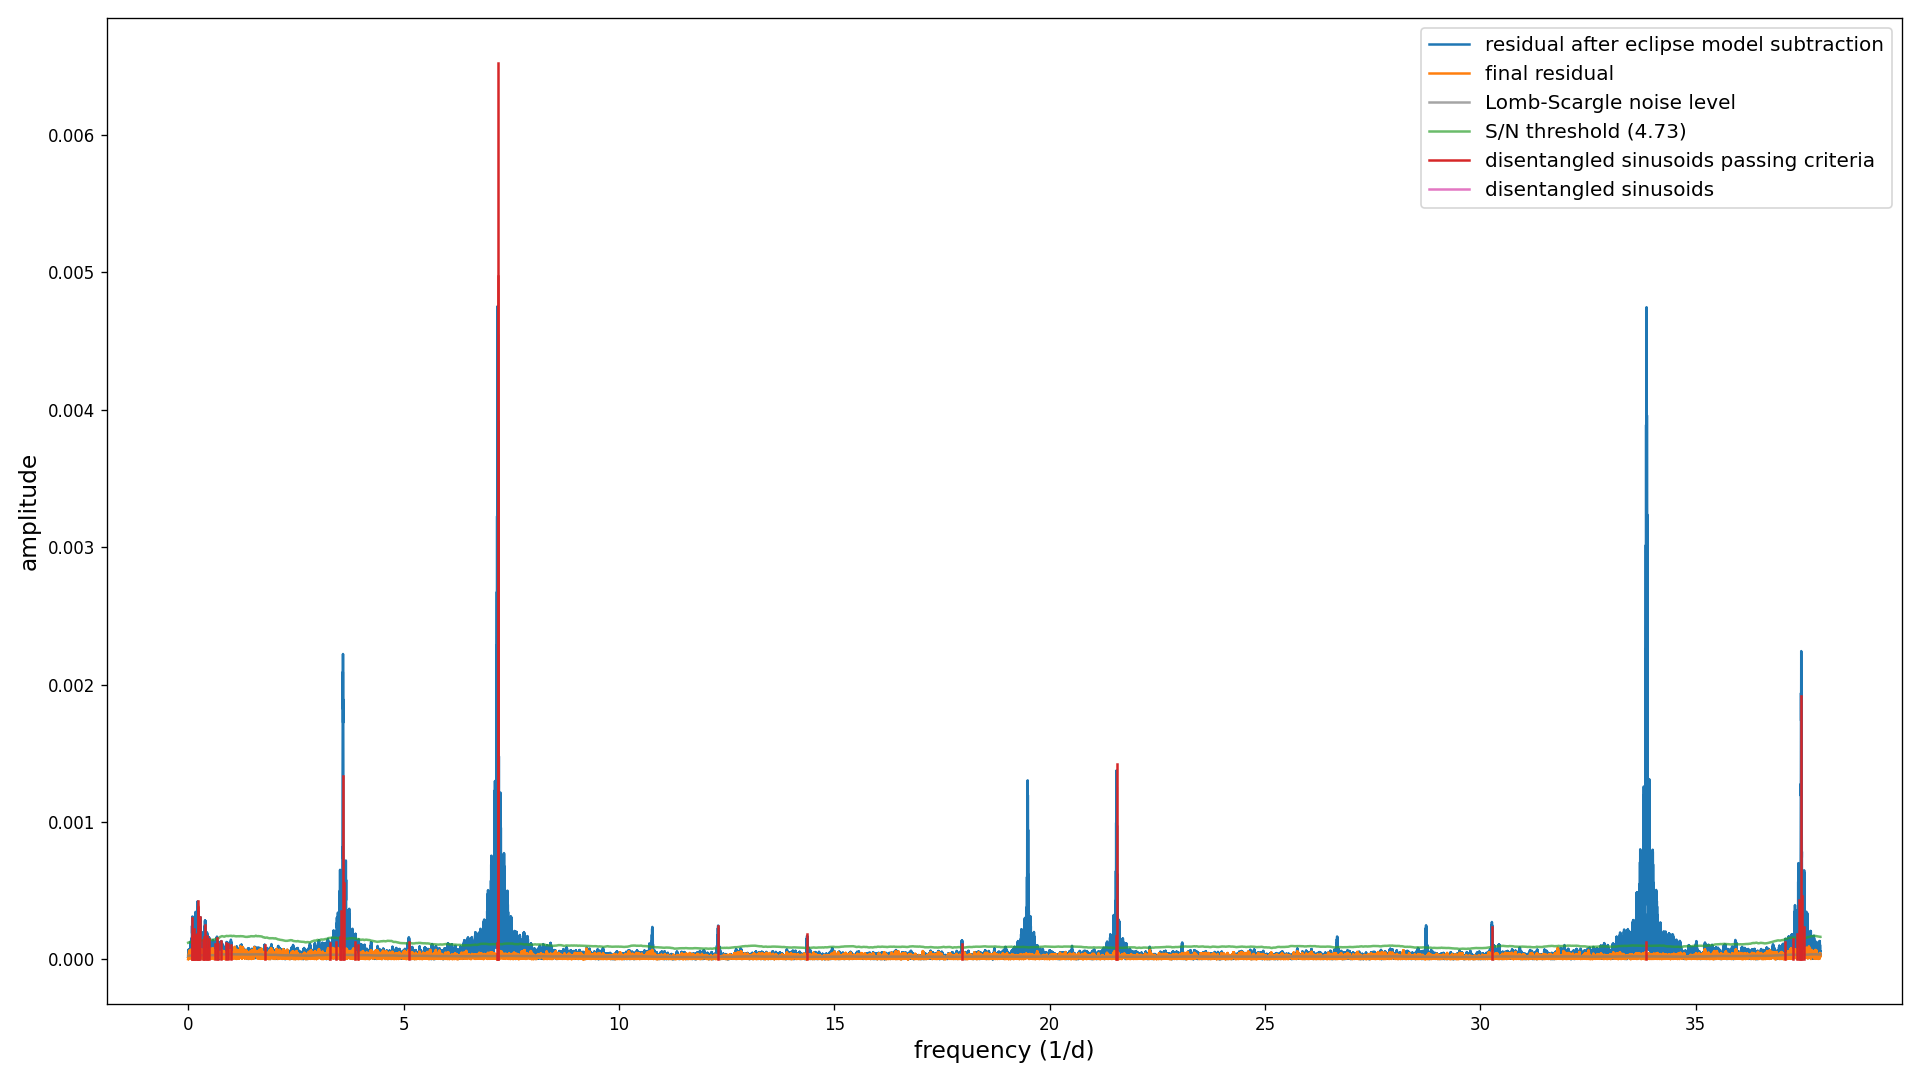 residual after eclipse model subtraction
final residual
Lomb-Scargle noise level
S/N threshold (4.73)
disentangled sinusoids passing criteria
disentangled sinusoids
amplitude
0.006
0.005
0.004
0.003
0.002
0.001
0.000
0 5 10 15 20 25 30 35
frequency (1/d)